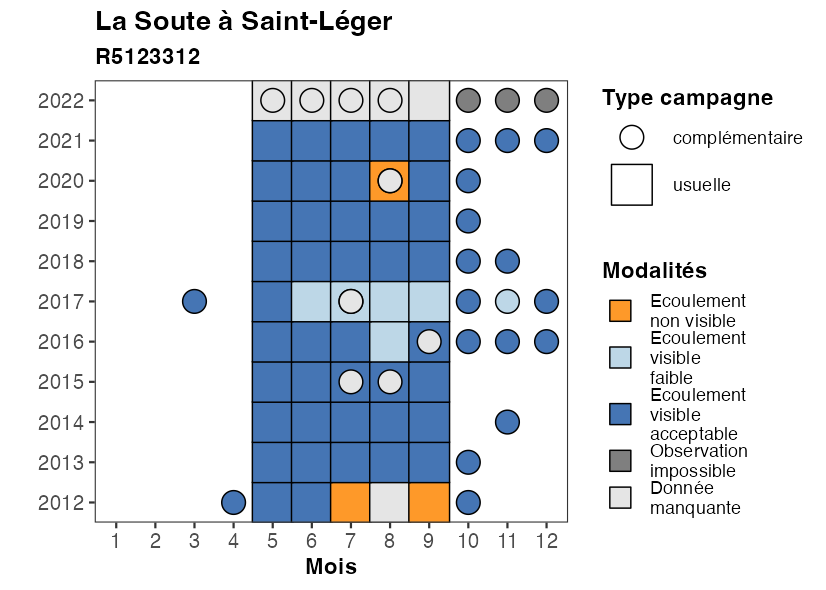 La Soute à Saint-Léger
R5123312
2022
2021
2020
2019
2018
2017
2016
2015
2014
2013
2012
1 2 3 4 5 6 7 8 9 10 11 12
Mois
Type campagne
complémentaire
usuelle
Modalités
Ecoulement
non visible
Ecoulement
visible
faible
Ecoulement
visible
acceptable
Observation
impossible
Donnée
manquante